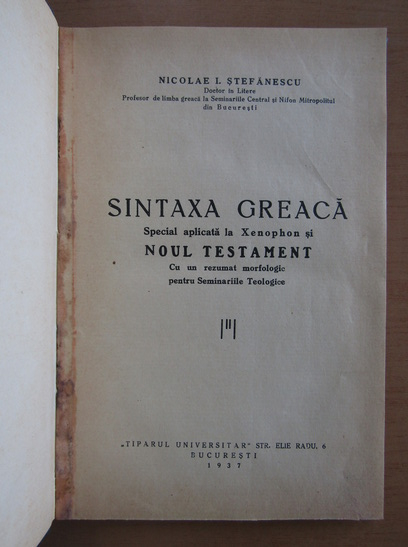 NICOLAE I. ȘTEFĂNESCU
Doctor în Litere
Profesor de limba greacă la Seminariile Central și Nifon Mitropolitul
din București
SINTAXA GREACĂ
Special aplicată la Xenophon și
NOUL TESTAMENT
Cu un rezumat morfologic
pentru Seminariile Teologice
„TIPARUL UNIVERSITAR" STR. ELIE RADU, 6
BUCUREȘTI
1937